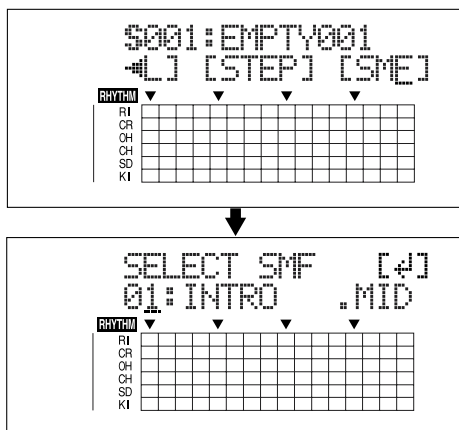 S001:EMPTY001
L] [STEP] [SME]
RHYTHM
RI
CR
OH
CH
SD
KI
SELECT SMF [↲]
01:INTRO .MID
RHYTHM
RI
CR
OH
CH
SD
KI